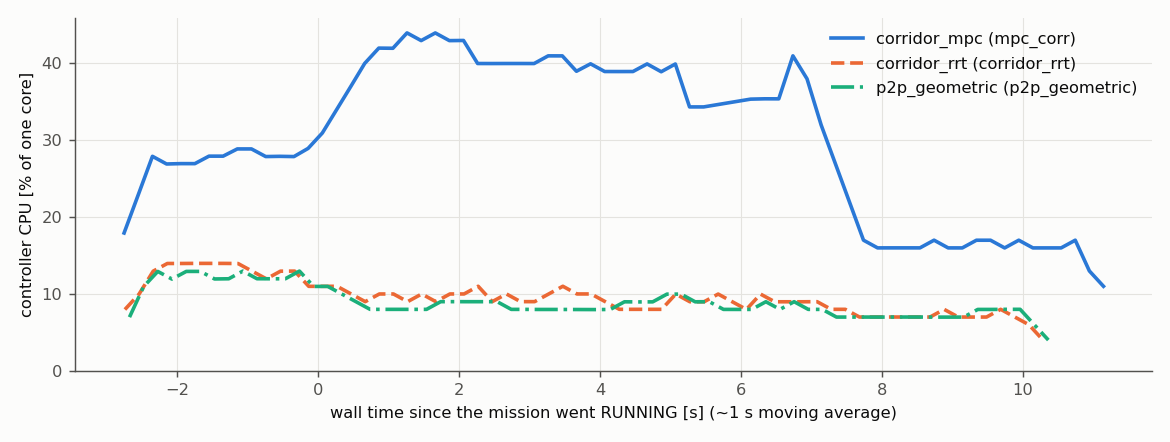 controller CPU [% of one core]
40
30
20
10
0
corridor_mpc (mpc_corr)
corridor_rrt (corridor_rrt)
p2p_geometric (p2p_geometric)
−2
0
2
4
6
8
10
wall time since the mission went RUNNING [s] (~1 s moving average)